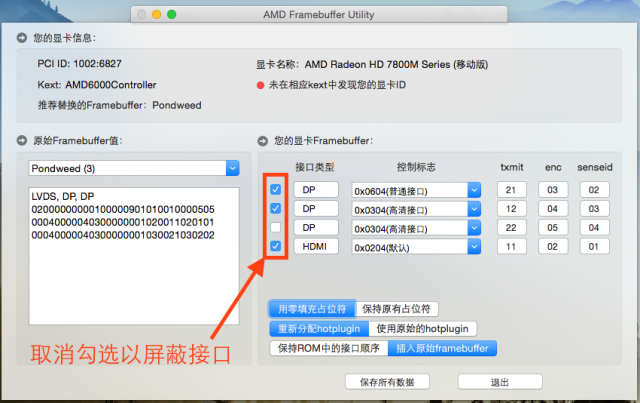 AMD Framebuffer Utility
您的显卡信息:
PCI ID: 1002:6827
显卡名称: AMD Radeon HD 7800M Series (移动版)
Kext: AMD6000Controller
未在相应kext中发现您的显卡ID
推荐替换的Framebuffer: Pondweed
原始Framebuffer值:
您的显卡Framebuffer:
Pondweed (3)
接口类型 控制标志 txmit enc senseid
LVDS, DP, DP
02000000000100000901010010000505
00040000040300000001020011020101
00040000040300000001030021030202
DP 0x0604(普通接口) 21 03 02
DP 0x0304(高清接口) 12 04 03
DP 0x0304(高清接口) 22 05 04
HDMI 0x0204(默认) 11 02 01
用零填充占位符 保持原有占位符
重新分配hotplugin 使用原始的hotplugin
保持ROM中的接口顺序 插入原始framebuffer
取消勾选以屏蔽接口
保存所有数据 退出